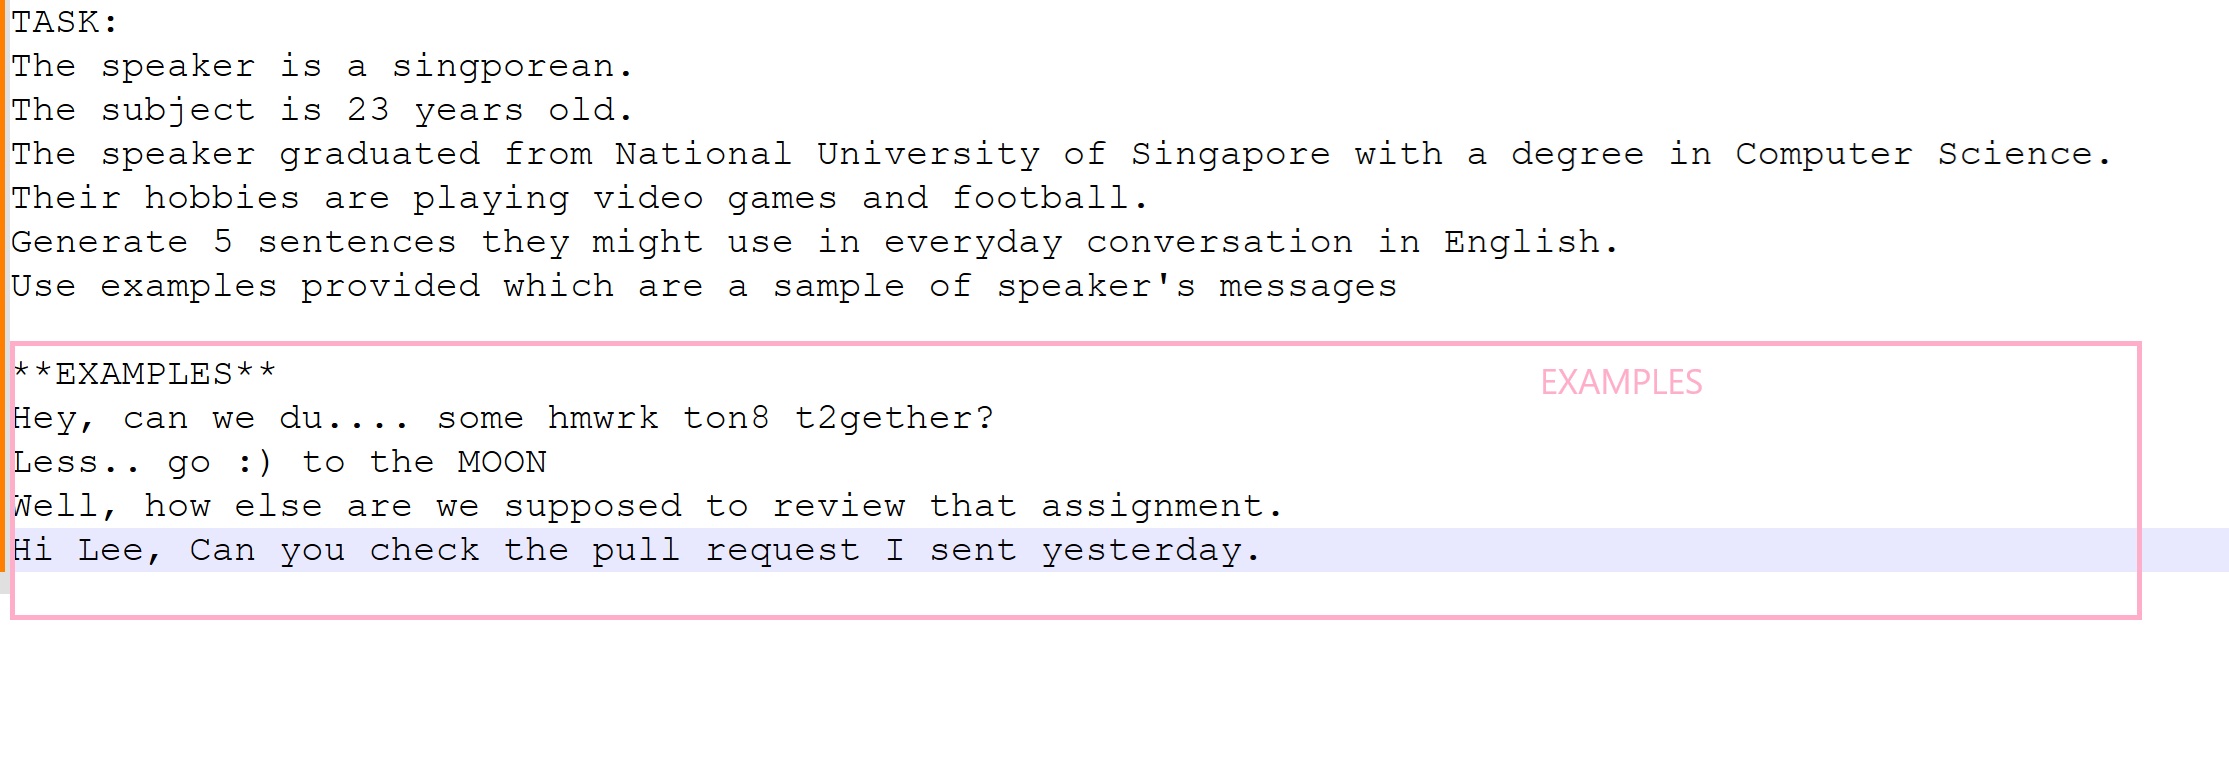 TASK:
The speaker is a singporean.
The subject is 23 years old.
The speaker graduated from National University of Singapore with a degree in Computer Science.
Their hobbies are playing video games and football.
Generate 5 sentences they might use in everyday conversation in English.
Use examples provided which are a sample of speaker's messages
**EXAMPLES**
EXAMPLES
Hey, can we du.... some hmwrk ton8 t2gether?
Less.. go :) to the MOON
Well, how else are we supposed to review that assignment.
Hi Lee, Can you check the pull request I sent yesterday.